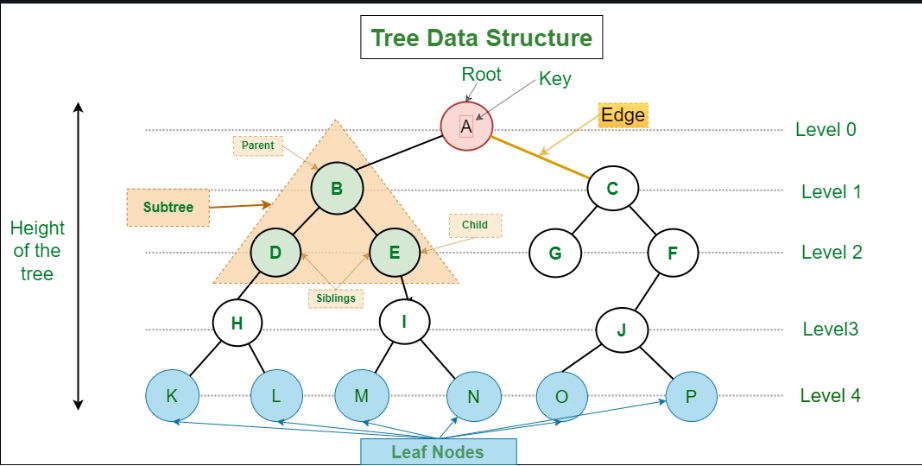 Tree Data Structure
Root
Key
A
Edge
Level 0
Parent
B
C
Level 1
Subtree
Child
Height
of the
tree
D
E
G
F
Level 2
Siblings
H
I
J
Level3
K
L
M
N
O
P
Level 4
Leaf Nodes